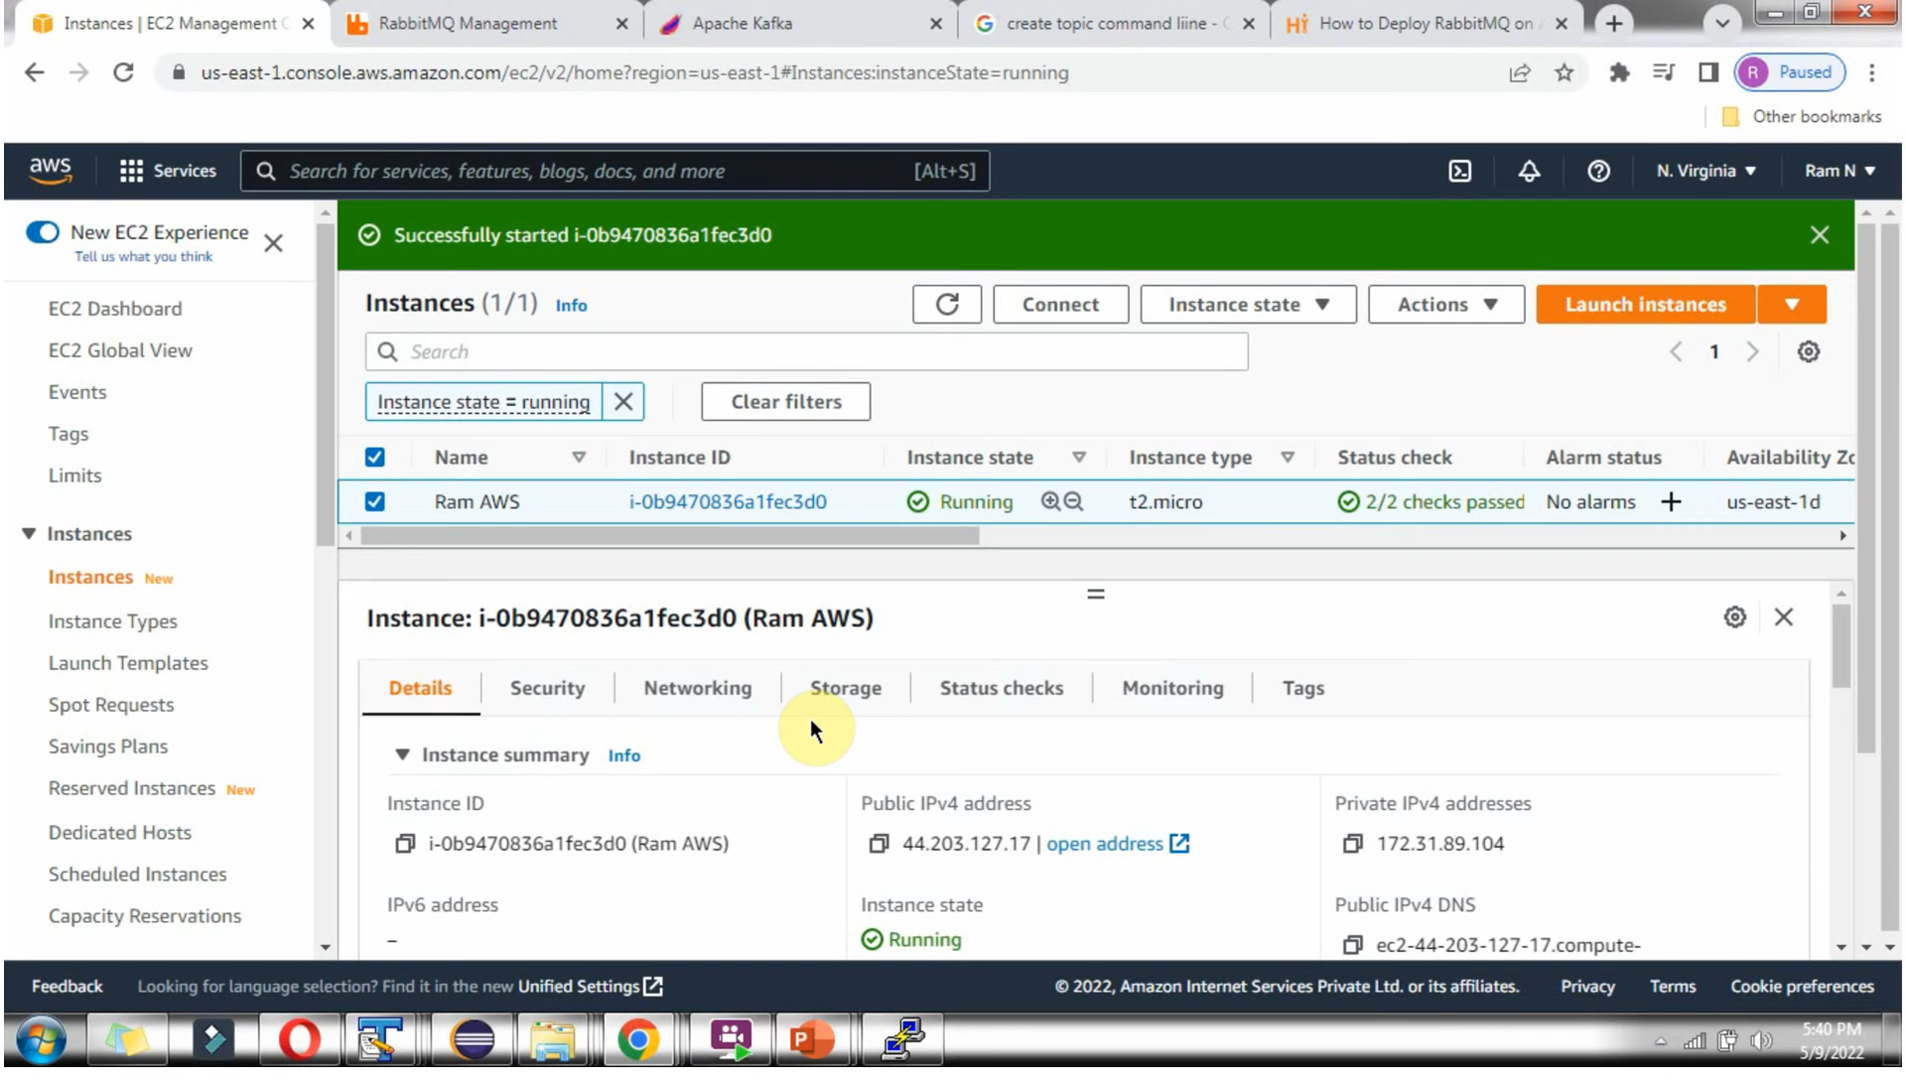 Instances | EC2 Management C
RabbitMQ Management
Apache Kafka
create topic command liine - G
How to Deploy RabbitMQ on A
us-east-1.console.aws.amazon.com/ec2/v2/home?region=us-east-1#Instances:instanceState=running
R Paused
Other bookmarks
aws
Services
Search for services, features, blogs, docs, and more [Alt+S]
N. Virginia
Ram N
New EC2 Experience
Tell us what you think
EC2 Dashboard
EC2 Global View
Events
Tags
Limits
Instances
Instances New
Instance Types
Launch Templates
Spot Requests
Savings Plans
Reserved Instances New
Dedicated Hosts
Scheduled Instances
Capacity Reservations
Successfully started i-0b9470836a1fec3d0
Instances (1/1) Info
Connect
Instance state
Actions
Launch instances
Search
1
Instance state = running
Clear filters
Name Instance ID Instance state Instance type Status check Alarm status Availability Zo
Ram AWS i-0b9470836a1fec3d0 Running t2.micro 2/2 checks passed No alarms + us-east-1d
Instance: i-0b9470836a1fec3d0 (Ram AWS)
Details Security Networking Storage Status checks Monitoring Tags
Instance summary Info
Instance ID
i-0b9470836a1fec3d0 (Ram AWS)
Public IPv4 address
44.203.127.17 | open address
Private IPv4 addresses
172.31.89.104
IPv6 address
–
Instance state
Running
Public IPv4 DNS
ec2-44-203-127-17.compute-
Feedback
Looking for language selection? Find it in the new Unified Settings
© 2022, Amazon Internet Services Private Ltd. or its affiliates.
Privacy
Terms
Cookie preferences
5:40 PM
5/9/2022